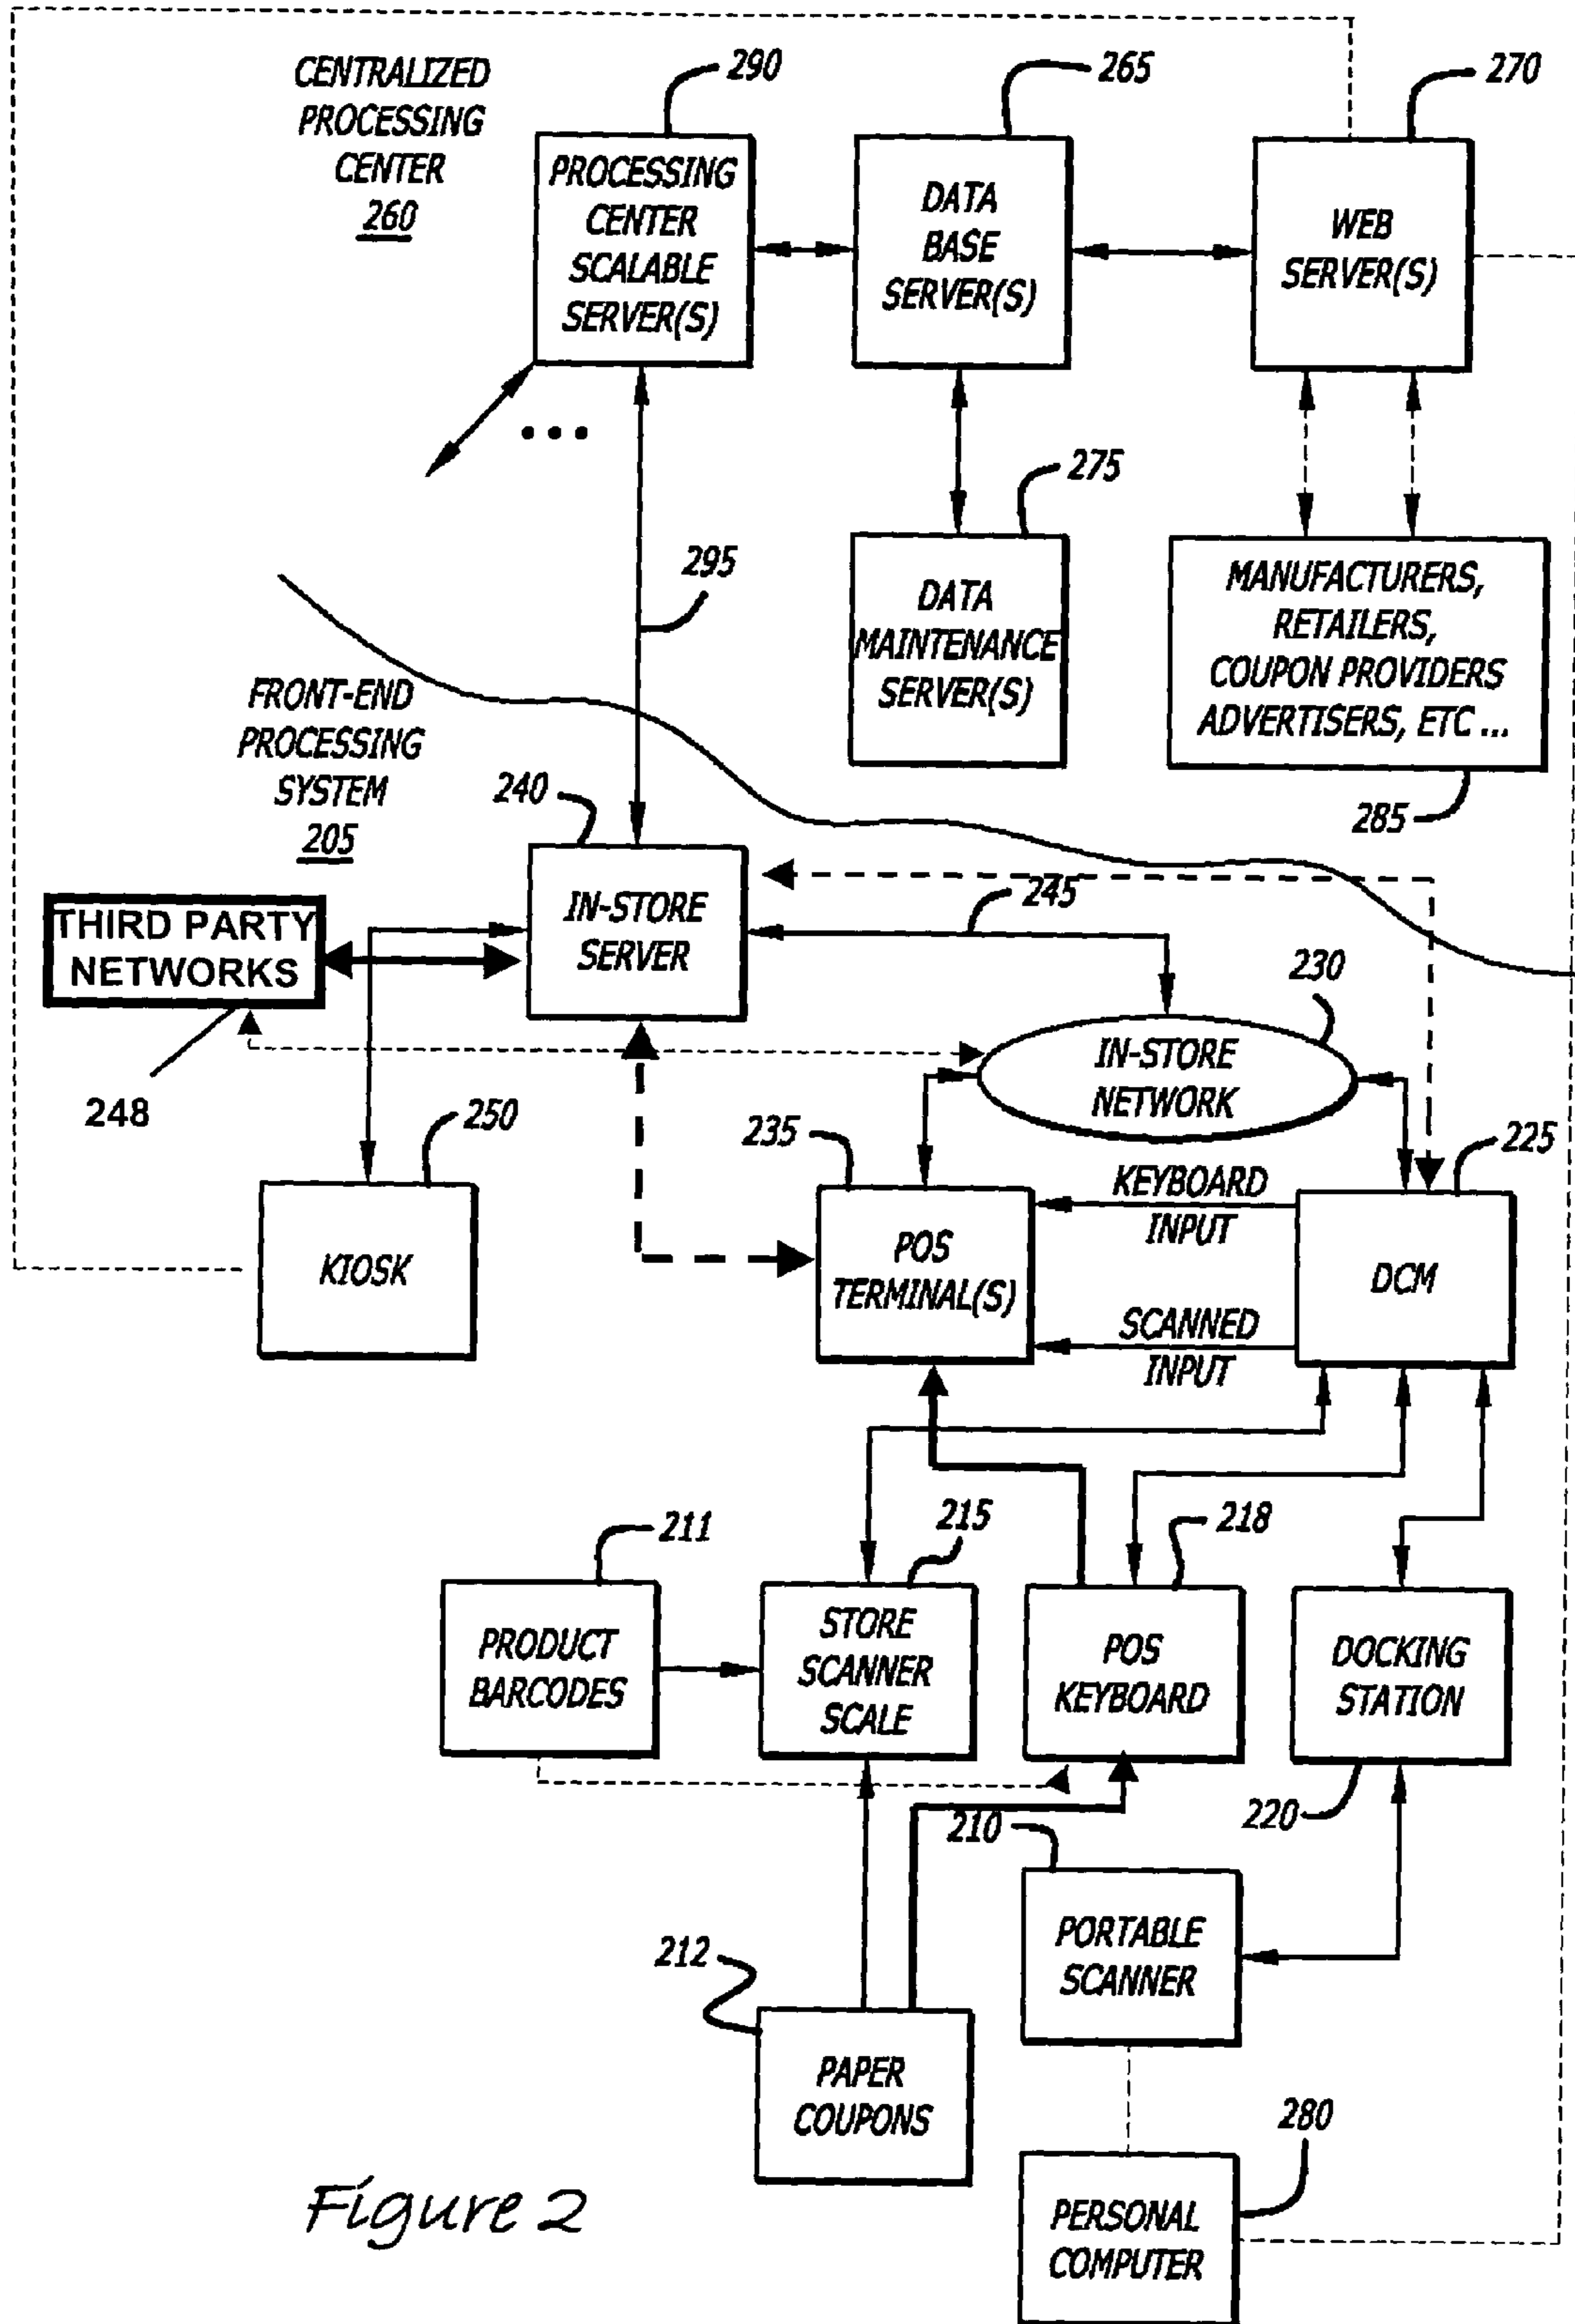 CENTRALIZED
PROCESSING
CENTER
260
290
PROCESSING
CENTER
SCALABLE
SERVER(S)
265
DATA
BASE
SERVER(S)
270
WEB
SERVER(S)
...
275
DATA
MAINTENANCE
SERVER(S)
MANUFACTURERS,
RETAILERS,
COUPON PROVIDERS
ADVERTISERS, ETC ...
285
295
FRONT-END
PROCESSING
SYSTEM
205
240
IN-STORE
SERVER
245
THIRD PARTY
NETWORKS
248
230
IN-STORE
NETWORK
250
KIOSK
235
POS
TERMINAL(S)
KEYBOARD
INPUT
SCANNED
INPUT
225
DCM
211
PRODUCT
BARCODES
215
STORE
SCANNER
SCALE
218
POS
KEYBOARD
DOCKING
STATION
220
210
PORTABLE
SCANNER
212
PAPER
COUPONS
280
PERSONAL
COMPUTER
Figure 2